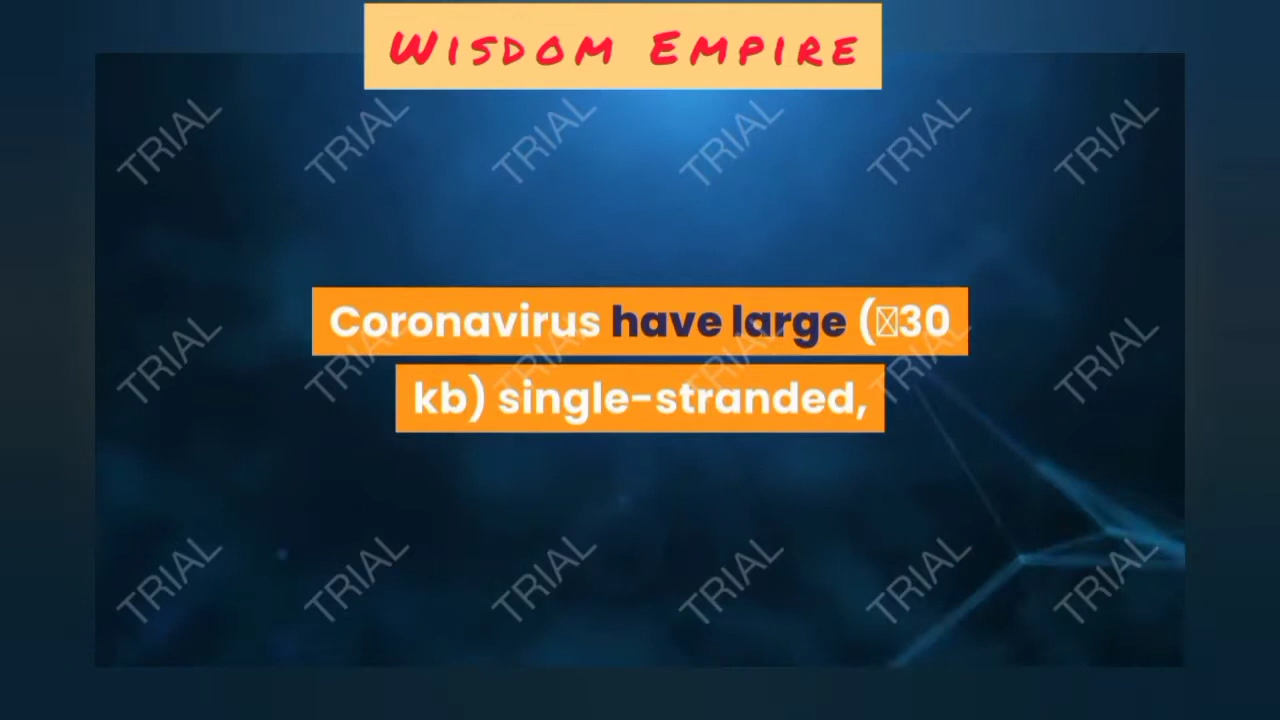 Wisdom Empire
TRIAL TRIAL TRIAL TRIAL TRIAL TRIAL
Coronavirus have large (30
kb) single-stranded,
TRIAL TRIAL TRIAL TRIAL TRIAL TRIAL
TRIAL TRIAL TRIAL TRIAL TRIAL TRIAL